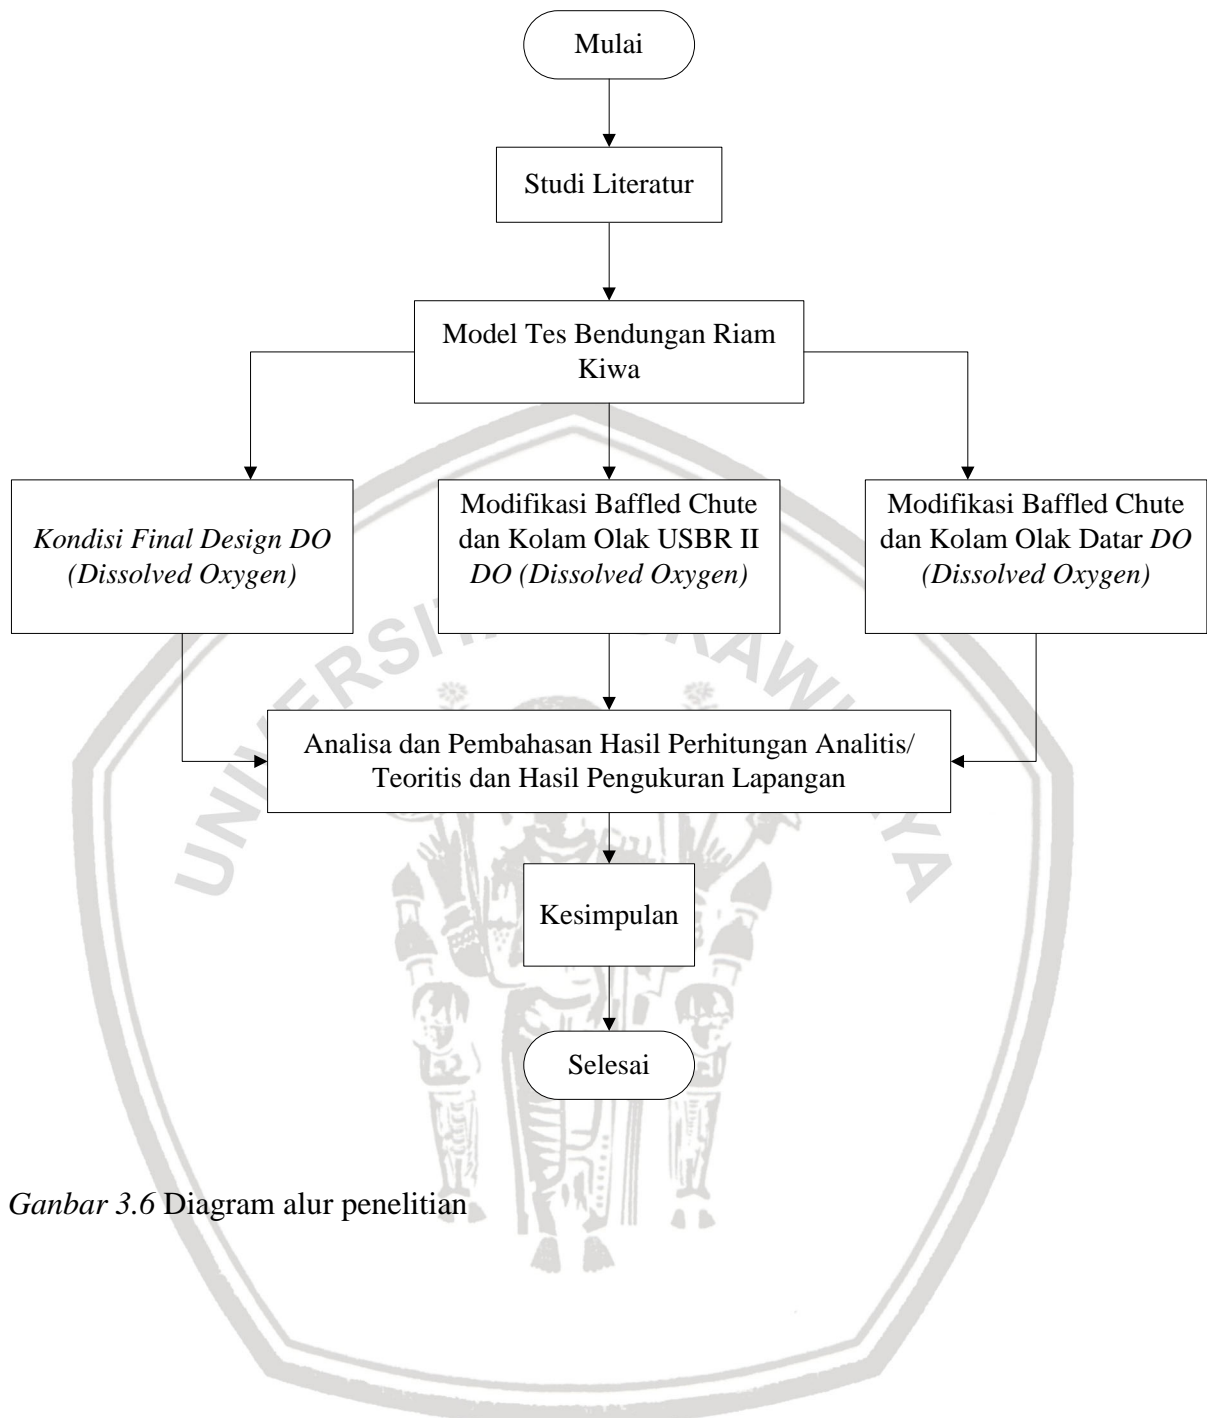 Mulai
Studi Literatur
Model Tes Bendungan Riam
Kiwa
Kondisi Final Design DO
(Dissolved Oxygen)
Modifikasi Baffled Chute
dan Kolam Olak USBR II
DO (Dissolved Oxygen)
Modifikasi Baffled Chute
dan Kolam Olak Datar DO
(Dissolved Oxygen)
Analisa dan Pembahasan Hasil Perhitungan Analitis/
Teoritis dan Hasil Pengukuran Lapangan
Kesimpulan
Selesai
Ganbar 3.6 Diagram alur penelitian